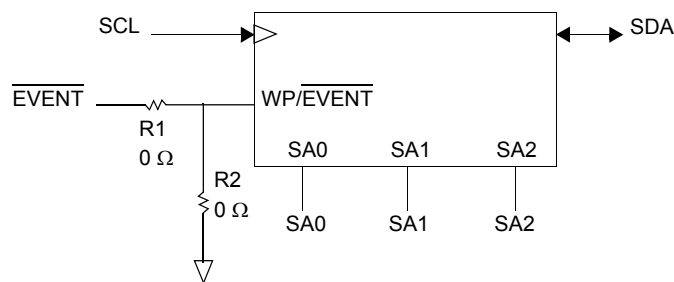 SCL
SDA
EVENT
WP/EVENT
R1
0 Ω
SA0 SA1 SA2
R2
0 Ω
SA0 SA1 SA2